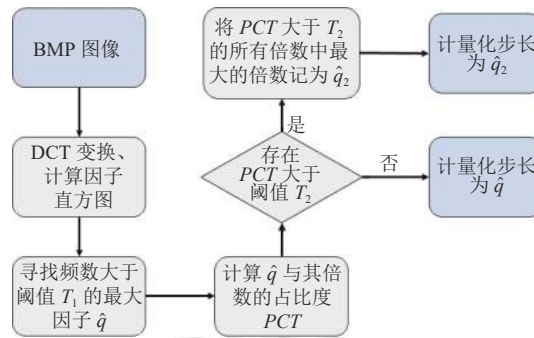 BMP 图像
DCT 变换、
计算因子
直方图
寻找频数大于
阈值 T₁ 的最大
因子 q̂
计算 q̂ 与其倍
数的占比度
PCT
存在
PCT 大于
阈值 T₂
是
否
将 PCT 大于 T₂
的所有倍数中最
大的倍数记为 q̂₂
计量化步长
为 q̂₂
计量化步长
为 q̂